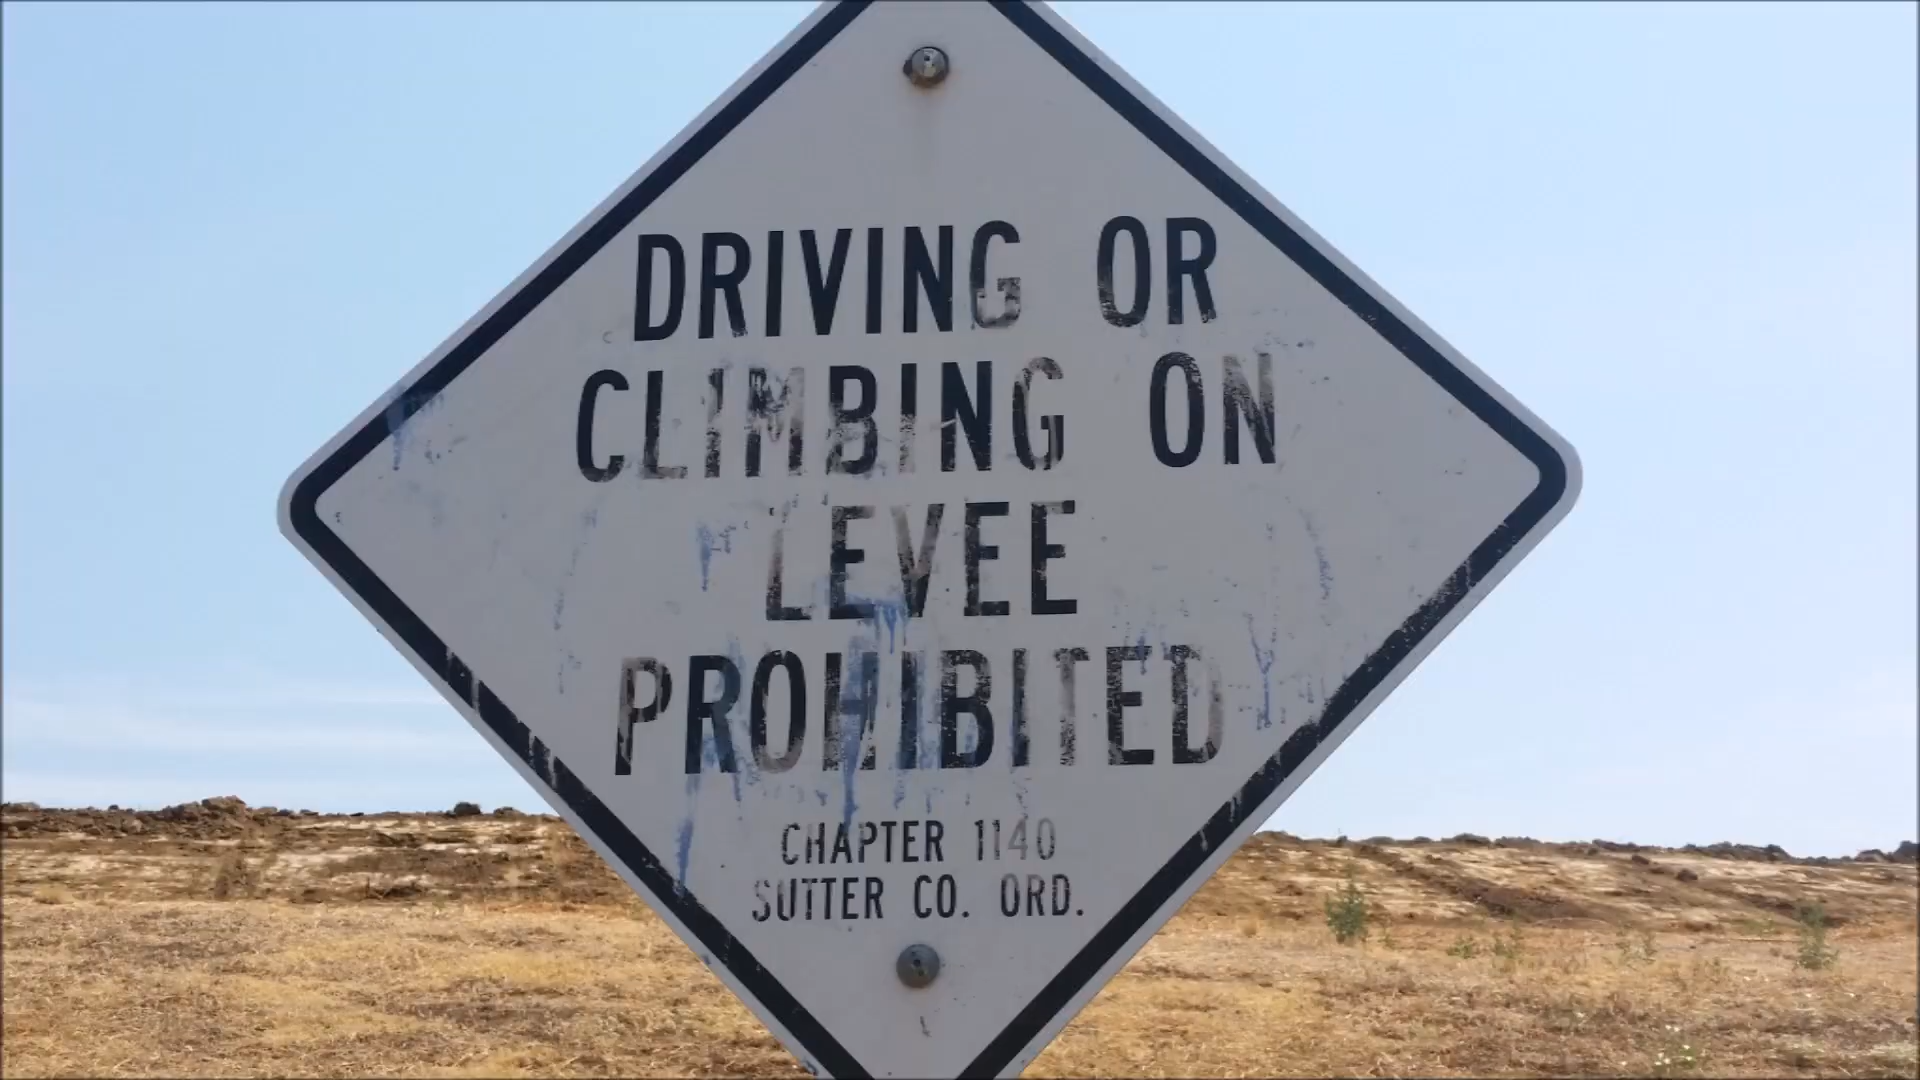 DRIVING OR
CLIMBING ON
LEVEE
PROHIBITED
CHAPTER 1140
SUTTER CO. ORD.